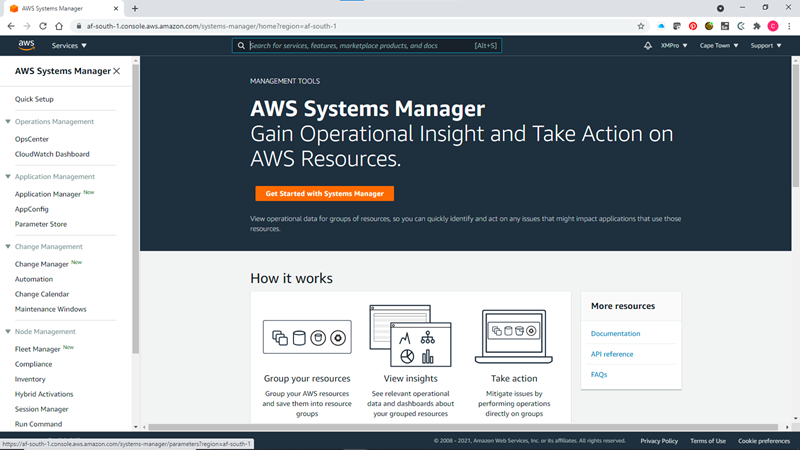 AWS Systems Manager
af-south-1.console.aws.amazon.com/systems-manager/home?region=af-south-1
aws
Services
Search for services, features, marketplace products, and docs
[Alt+S]
XMPro
Cape Town
Support
AWS Systems Manager
Quick Setup
Operations Management
OpsCenter
CloudWatch Dashboard
Application Management
Application Manager New
AppConfig
Parameter Store
Change Management
Change Manager New
Automation
Change Calendar
Maintenance Windows
Node Management
Fleet Manager New
Compliance
Inventory
Hybrid Activations
Session Manager
Run Command
MANAGEMENT TOOLS
AWS Systems Manager
Gain Operational Insight and Take Action on
AWS Resources.
Get Started with Systems Manager
View operational data for groups of resources, so you can quickly identify and act on any issues that might impact applications that use those
resources.
How it works
Group your resources
Group your AWS resources
and save them into resource
groups
View insights
See relevant operational
data and dashboards about
your grouped resources
Take action
Mitigate issues by
performing operations
directly on groups
More resources
Documentation
API reference
FAQs
https://af-south-1.console.aws.amazon.com/systems-manager/parameters?region=af-south-1
© 2008 - 2021, Amazon Web Services, Inc. or its affiliates. All rights reserved.
Privacy Policy
Terms of Use
Cookie preferences